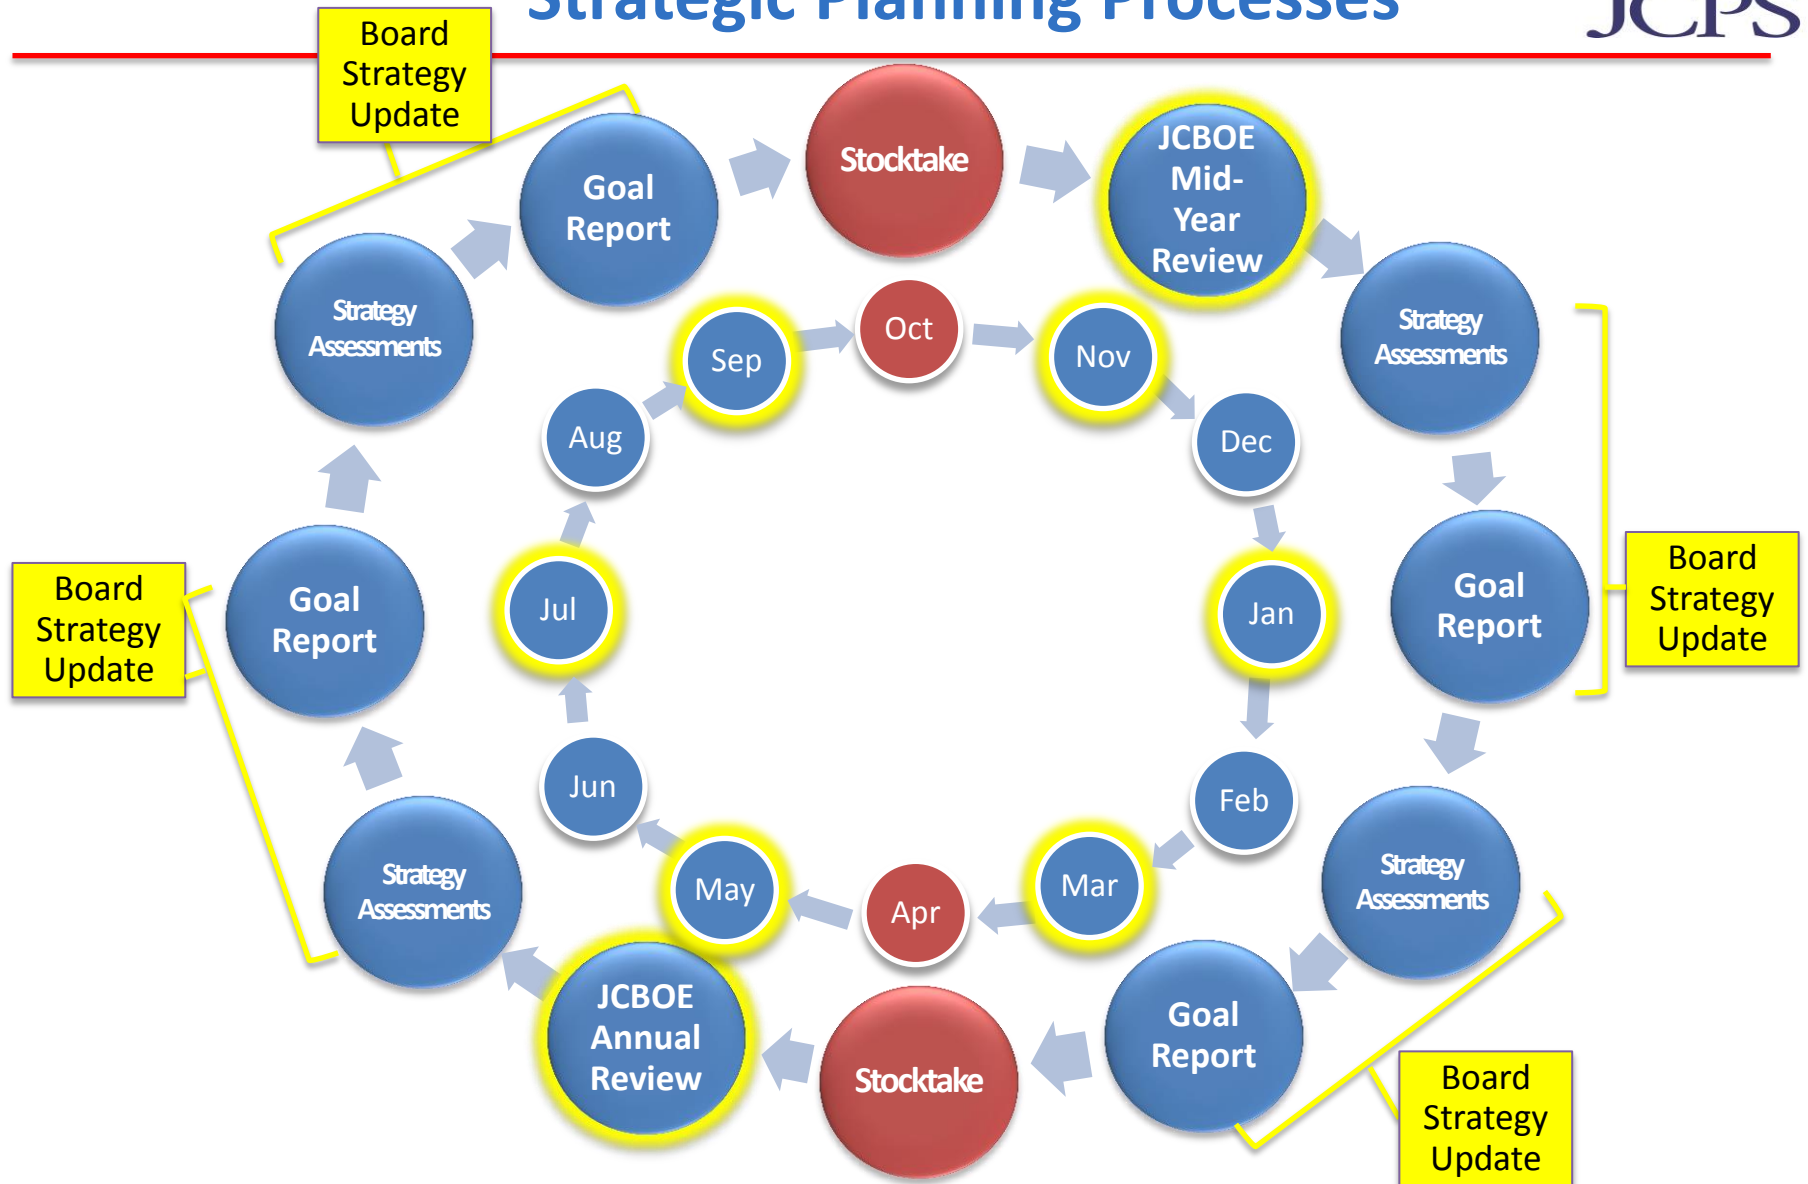 Strategic Planning Processes
JCPS
Board
Strategy
Update
Stocktake
JCBOE
Mid-
Year
Review
Goal
Report
Strategy
Assessments
Strategy
Assessments
Oct
Sep
Nov
Aug
Dec
Board
Strategy
Update
Goal
Report
Jul
Jan
Goal
Report
Board
Strategy
Update
Jun
Feb
Strategy
Assessments
May
Apr
Mar
Strategy
Assessments
JCBOE
Annual
Review
Stocktake
Goal
Report
Board
Strategy
Update